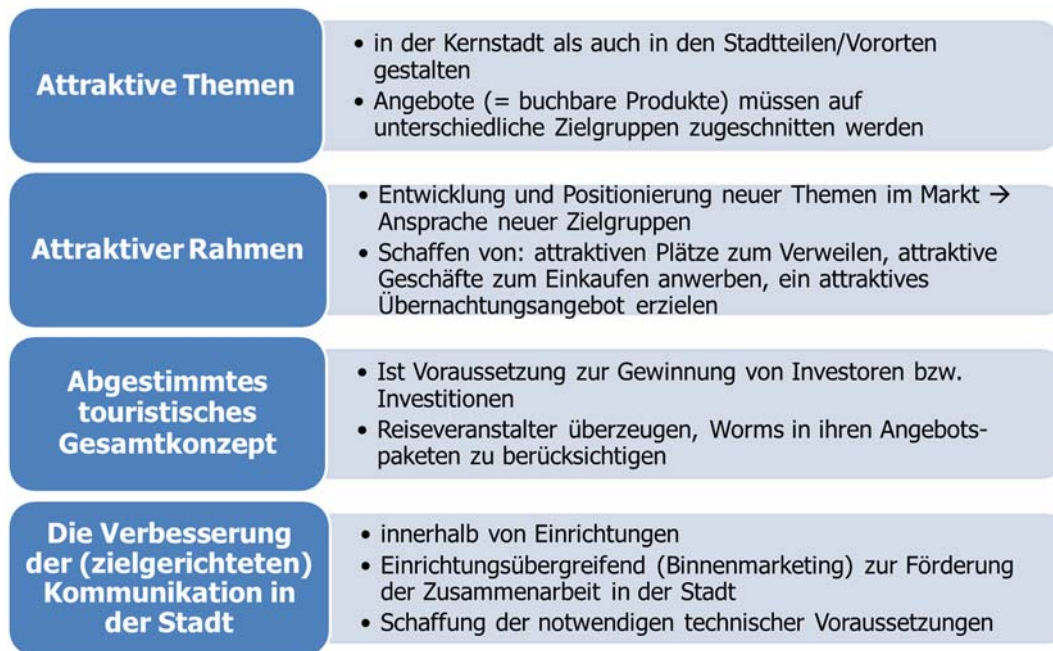 Attraktive Themen
• in der Kernstadt als auch in den Stadtteilen/Vororten
gestalten
• Angebote (= buchbare Produkte) müssen auf
unterschiedliche Zielgruppen zugeschnitten werden
Attraktiver Rahmen
• Entwicklung und Positionierung neuer Themen im Markt →
Ansprache neuer Zielgruppen
• Schaffen von: attraktiven Plätze zum Verweilen, attraktive
Geschäfte zum Einkaufen anwerben, ein attraktives
Übernachtungsangebot erzielen
Abgestimmtes
touristisches
Gesamtkonzept
• Ist Voraussetzung zur Gewinnung von Investoren bzw.
Investitionen
• Reiseveranstalter überzeugen, Worms in ihren Angebots-
paketen zu berücksichtigen
Die Verbesserung
der (zielgerichteten)
Kommunikation in
der Stadt
• innerhalb von Einrichtungen
• Einrichtungsübergreifend (Binnenmarketing) zur Förderung
der Zusammenarbeit in der Stadt
• Schaffung der notwendigen technischer Voraussetzungen